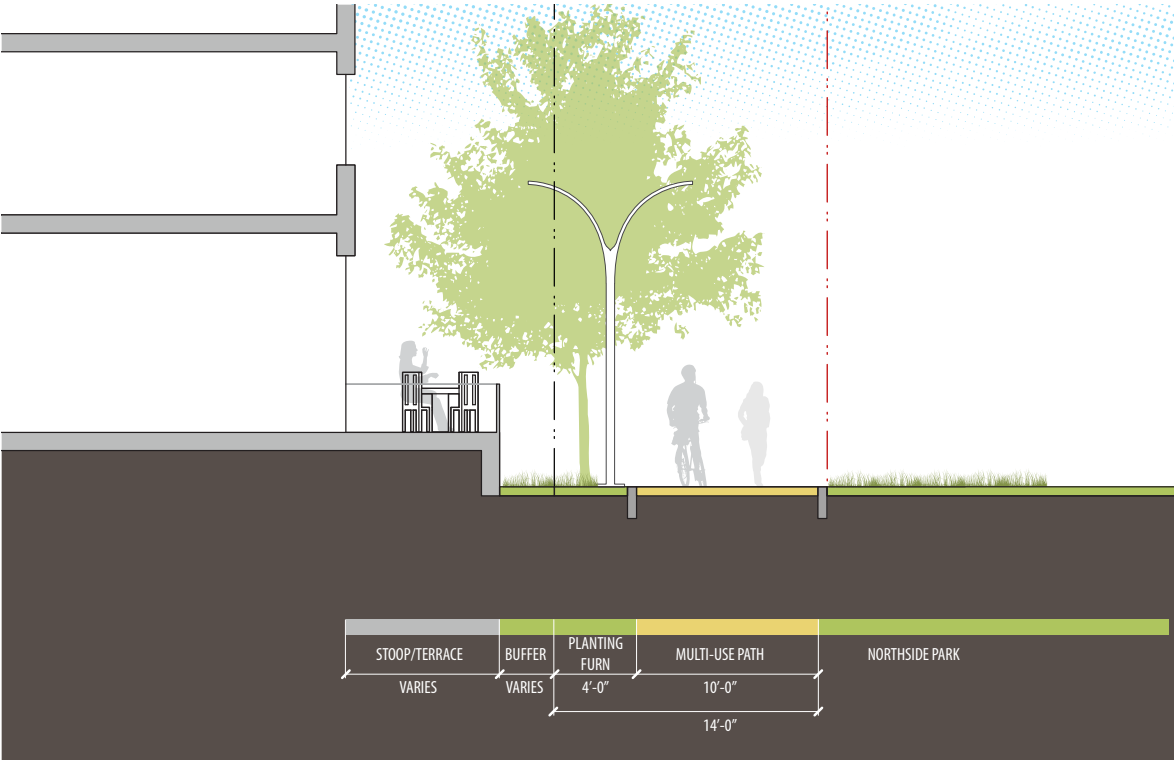 STOOP/TERRACE
BUFFER
PLANTING
FURN
MULTI-USE PATH
NORTHSIDE PARK
VARIES
VARIES
4’-0”
10’-0”
14’-0”